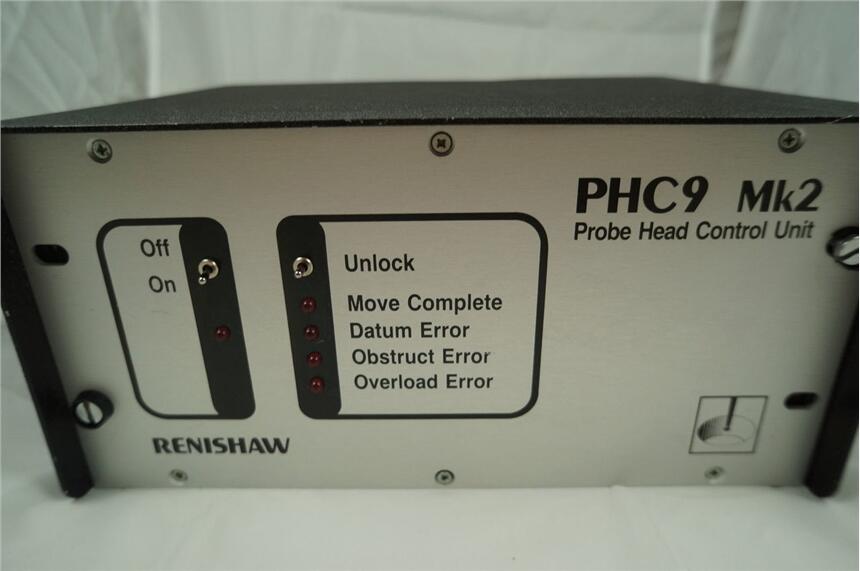 PHC9 Mk2
Probe Head Control Unit
Off
On
Unlock
Move Complete
Datum Error
Obstruct Error
Overload Error
RENISHAW